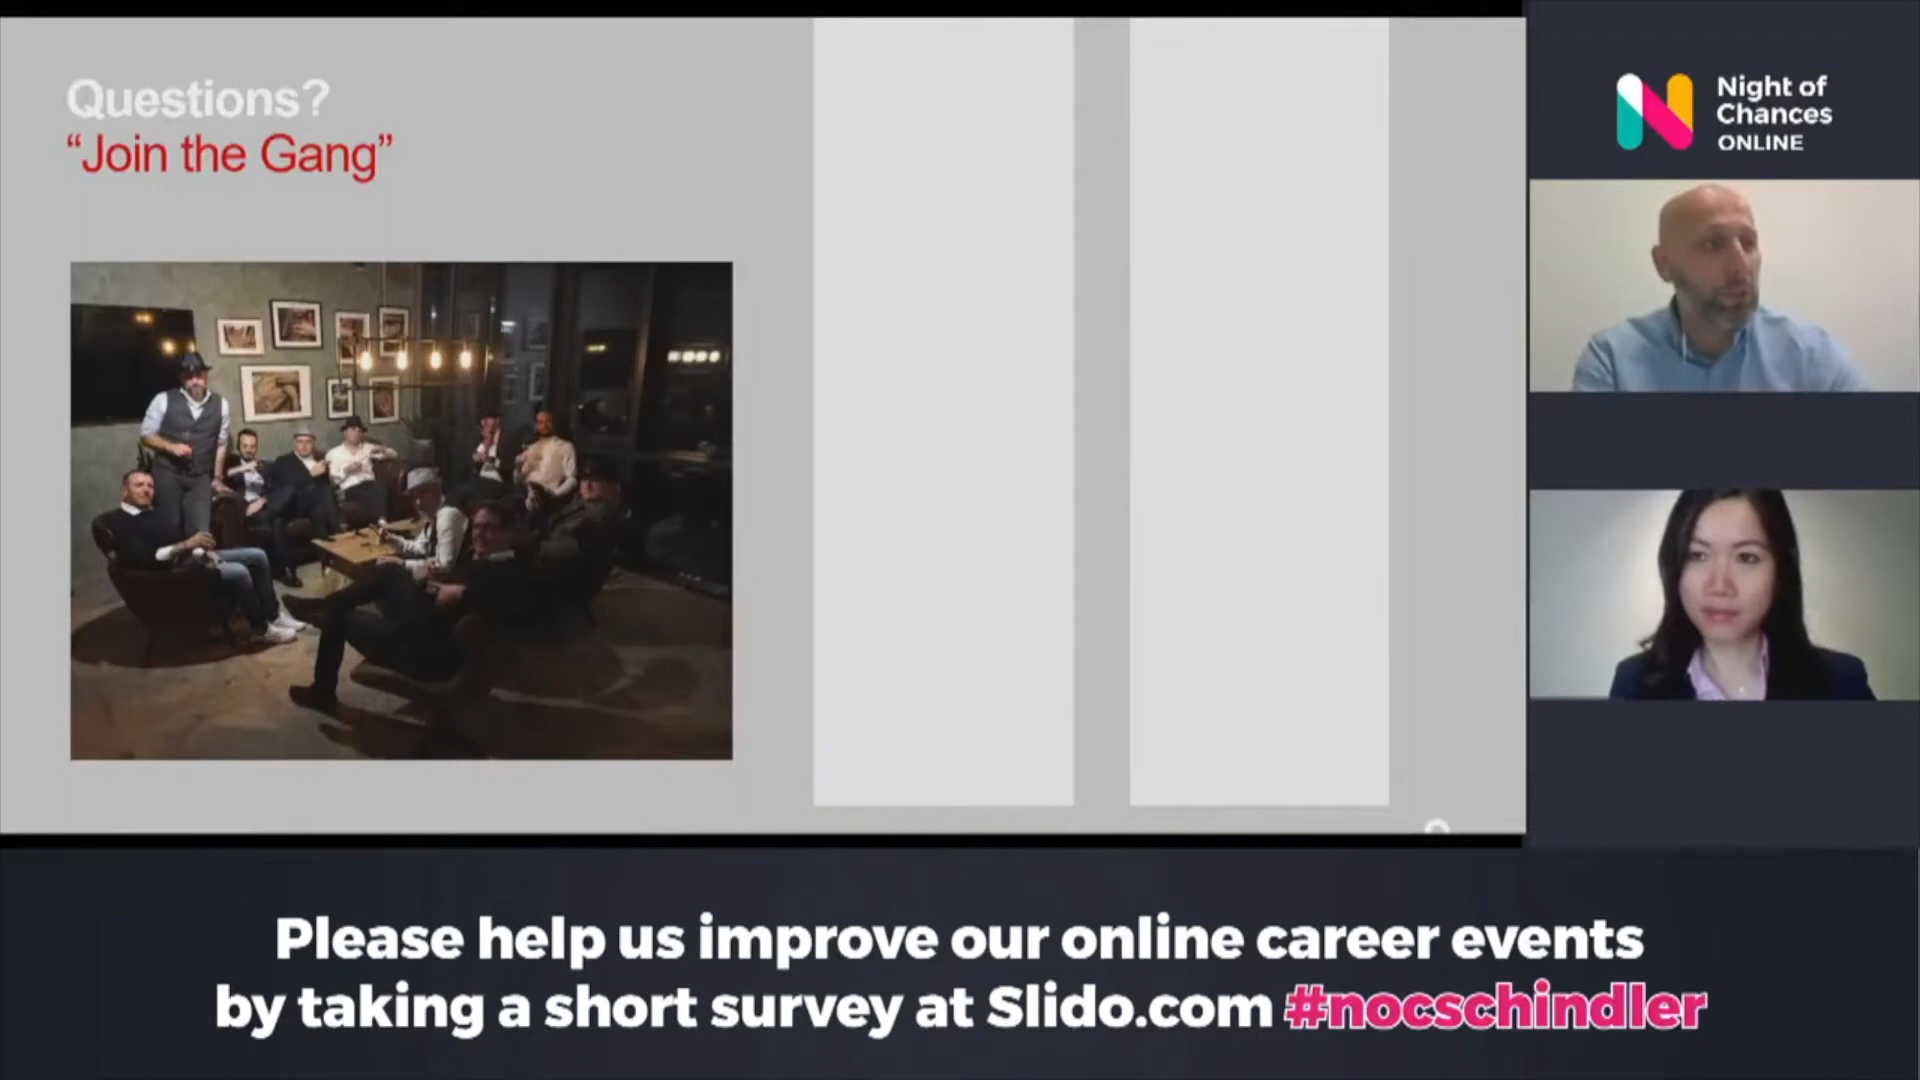 Questions?
“Join the Gang”
Night of
Chances
ONLINE
Please help us improve our online career events
by taking a short survey at Slido.com #nocschindler